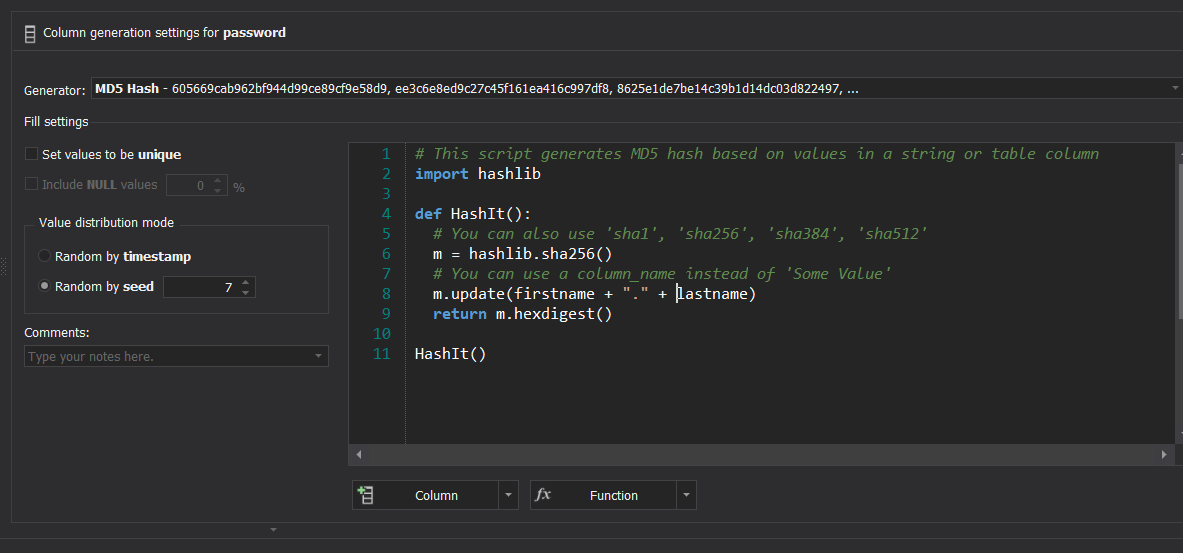 Column generation settings for password
Generator: MD5 Hash - 605669cab962bf944d99ce89cf9e58d9, ee3c6e8ed9c27c45f161ea416c997df8, 8625e1de7be14c39b1d14dc03d822497, ...
Fill settings
Set values to be unique
Include NULL values 0 %
Value distribution mode
Random by timestamp
Random by seed 7
Comments:
Type your notes here.
1 # This script generates MD5 hash based on values in a string or table column
2 import hashlib
3
4 def HashIt():
5 # You can also use 'sha1', 'sha256', 'sha384', 'sha512'
6 m = hashlib.sha256()
7 # You can use a column_name instead of 'Some Value'
8 m.update(firstname + "." + lastname)
9 return m.hexdigest()
10
11 HashIt()
Column
fx Function